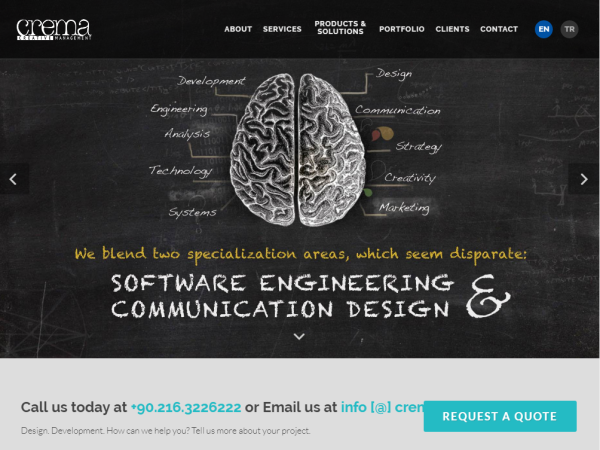 crema
CREATIVE MANAGEMENT
ABOUT
SERVICES
PRODUCTS &
SOLUTIONS
PORTFOLIO
CLIENTS
CONTACT
EN
TR
Development
Engineering
Analysis
Technology
Systems
Design
Communication
Strategy
Creativity
Marketing
We blend two specialization areas, which seem disparate:
SOFTWARE ENGINEERING &
COMMUNICATION DESIGN
Call us today at +90.216.3226222 or Email us at info [@] crem
Design. Development. How can we help you? Tell us more about your project.
REQUEST A QUOTE